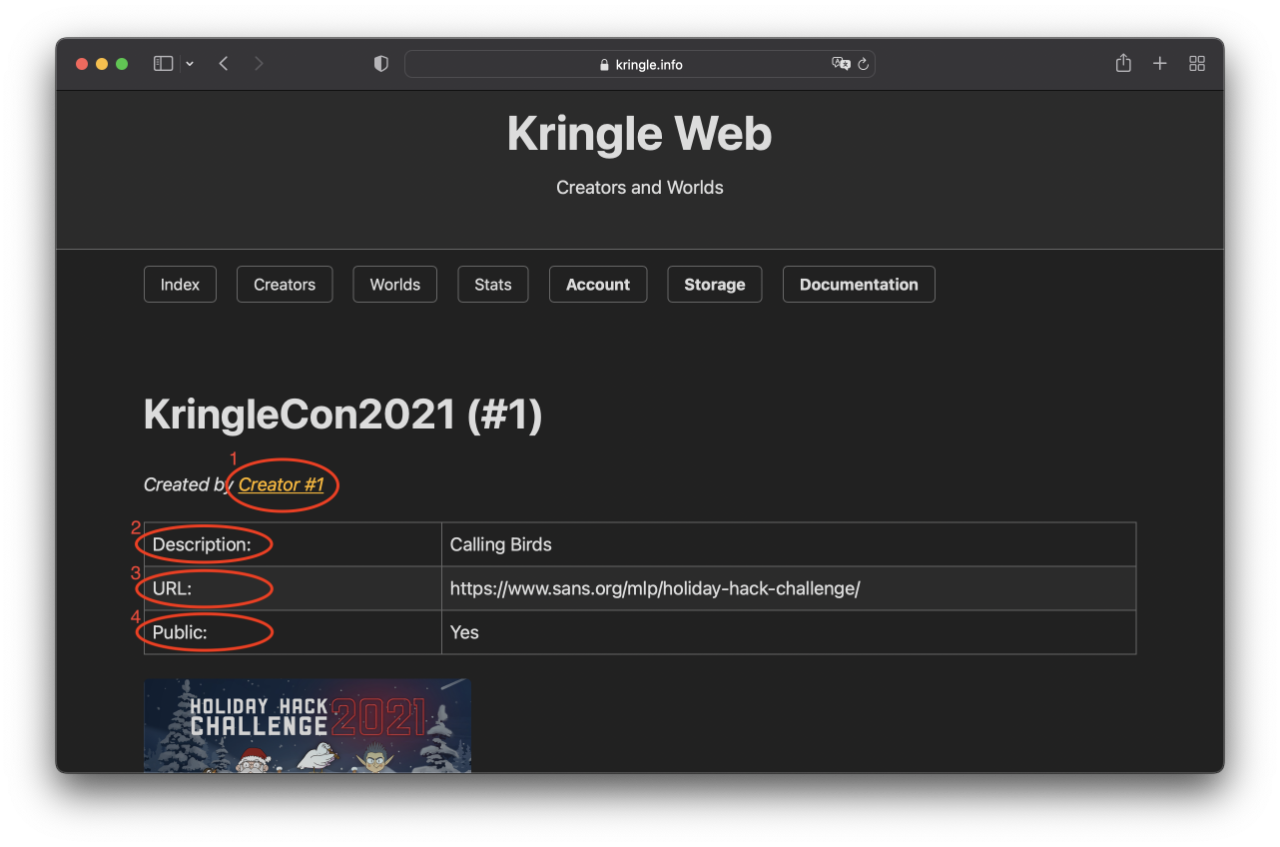 kringle.info
Kringle Web
Creators and Worlds
Index Creators Worlds Stats Account Storage Documentation
KringleCon2021 (#1)
1
Created by Creator #1
2
Description: Calling Birds
3
URL: https://www.sans.org/mlp/holiday-hack-challenge/
4
Public: Yes
HOLIDAY HACK
CHALLENGE 2021